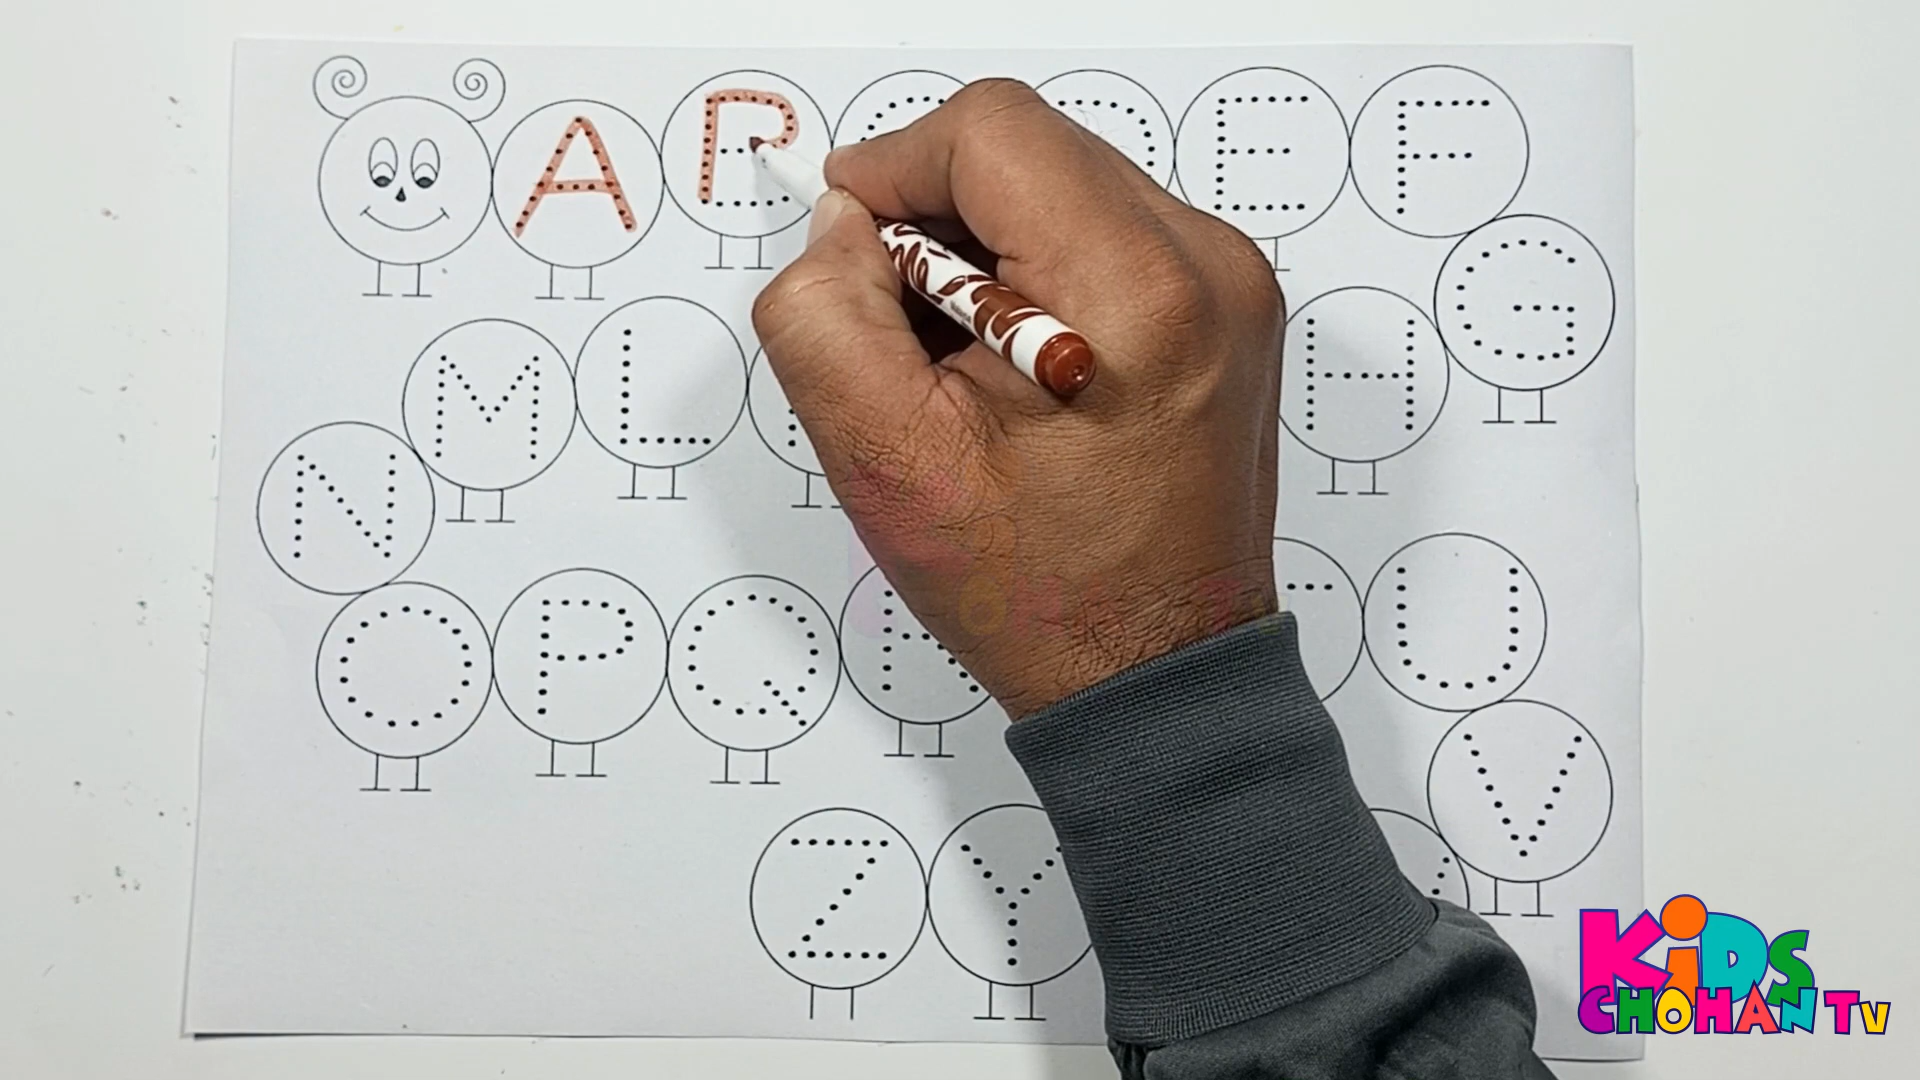 A B C D E F
G
M L H
N
O P Q R T U
V
Z Y
KiDS
CHOHAN TV